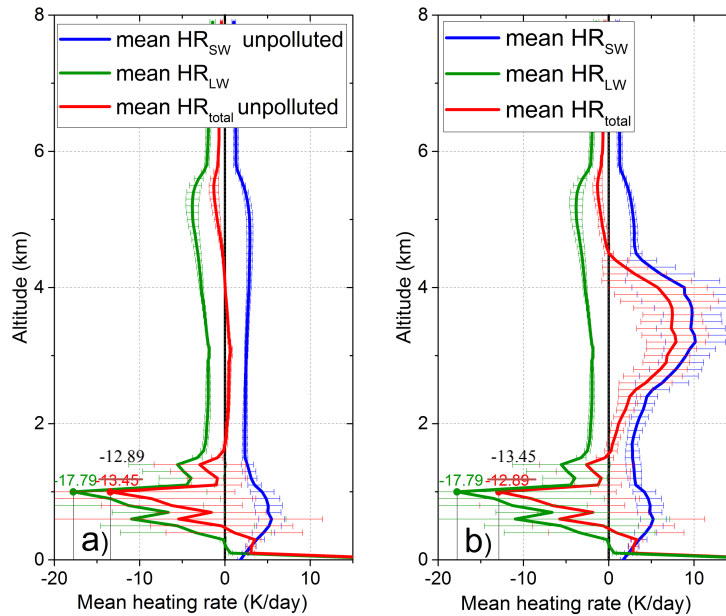 mean HR_SW unpolluted
mean HR_LW
mean HR_total unpolluted
8
6
4
2
0
Altitude (km)
-12.89
-17.79 -13.45
a)
-20 -10 0 10
Mean heating rate (K/day)
mean HR_SW
mean HR_LW
mean HR_total
8
6
4
2
0
Altitude (km)
-13.45
-17.79 -12.89
b)
-20 -10 0 10
Mean heating rate (K/day)